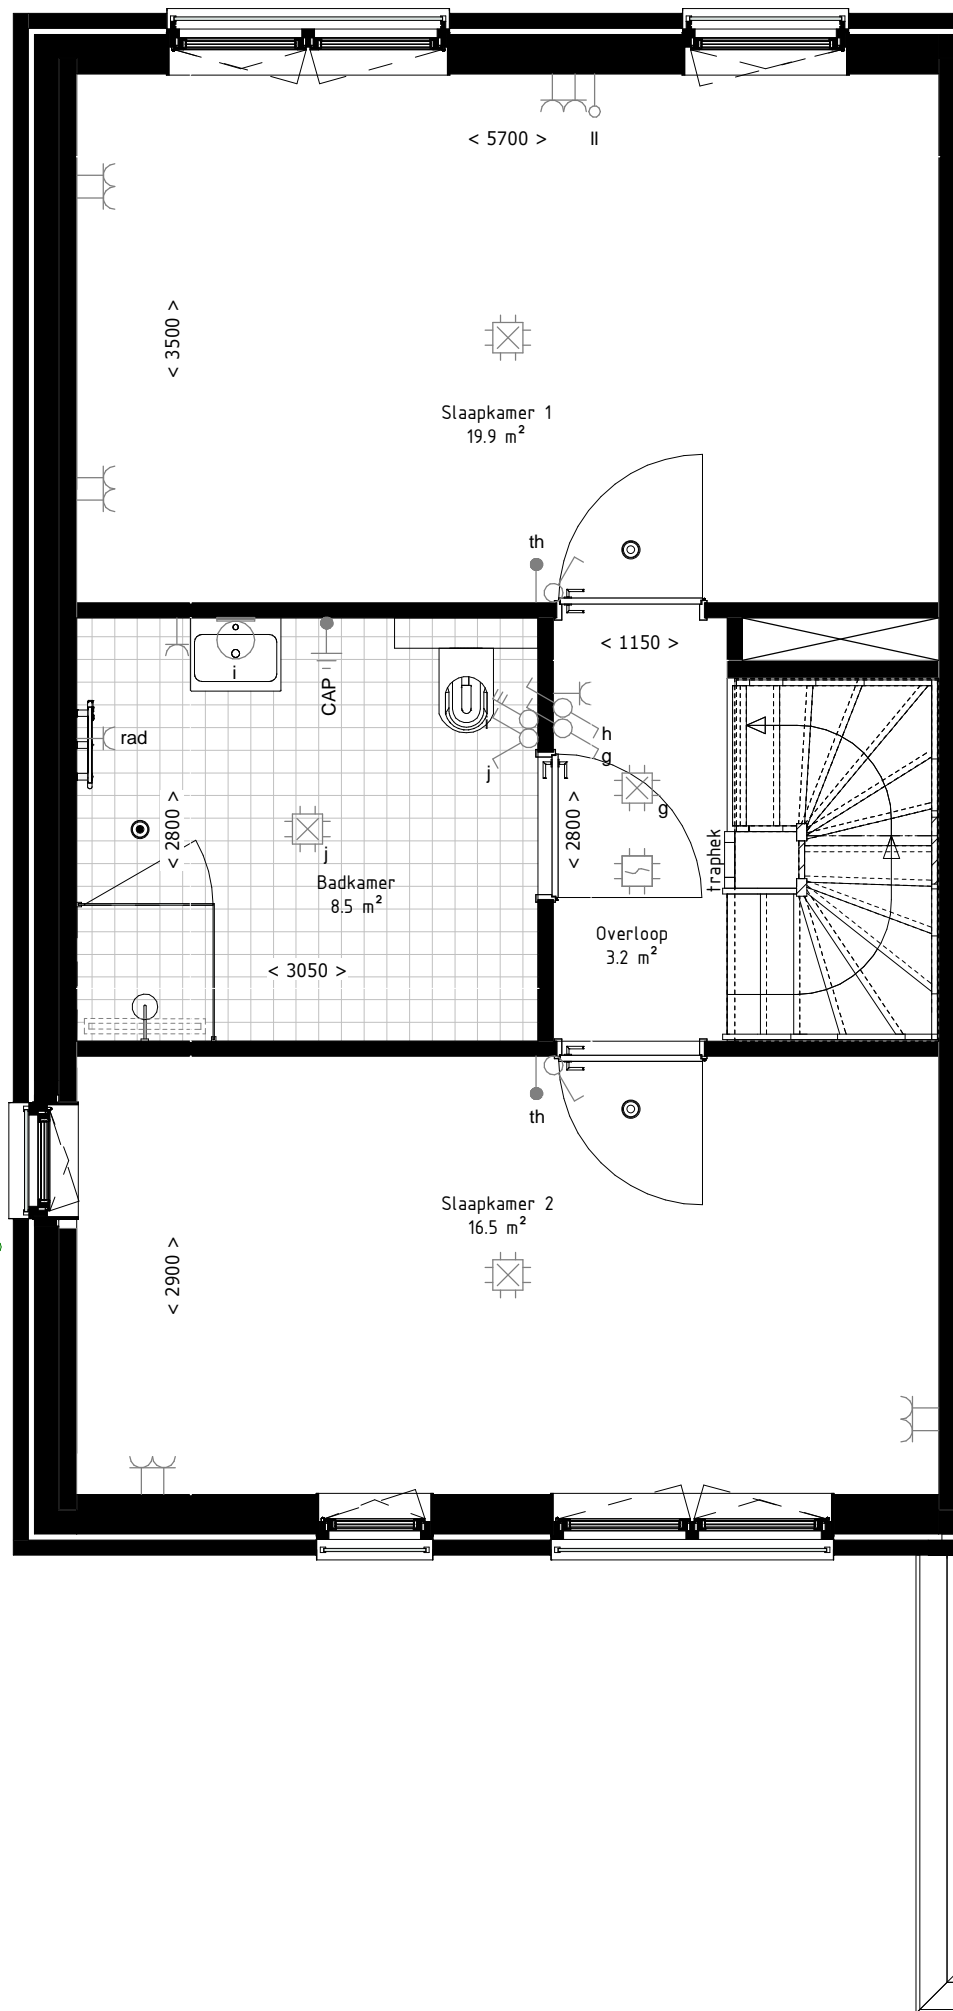 < 5700 >
II
< 3500 >
Slaapkamer 1
19.9 m²
th
< 1150 >
i
CAP
i
h
g
j
rad
< 2800 >
j
Badkamer
8.5 m²
< 3050 >
g
< 2800 >
traphek
Overloop
3.2 m²
th
Slaapkamer 2
16.5 m²
< 2900 >